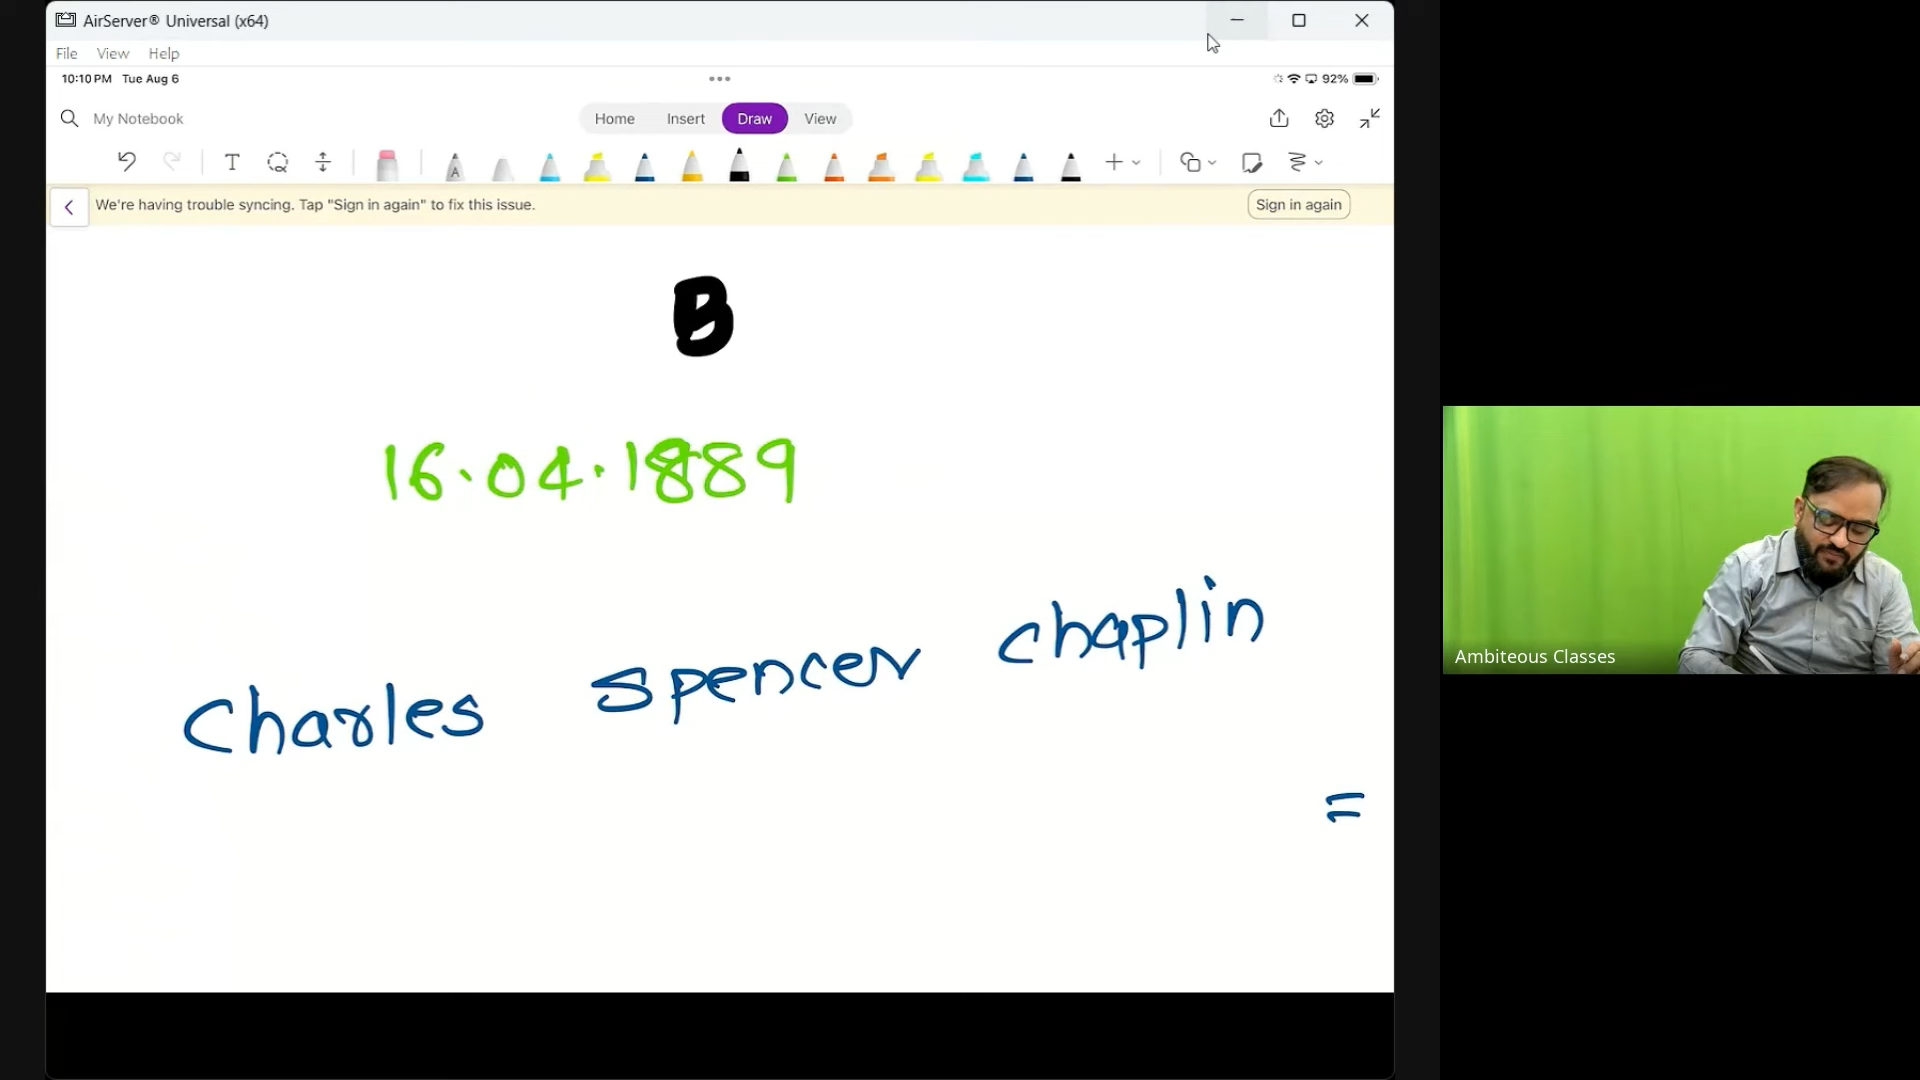 AirServer® Universal (x64)
File View Help
10:10 PM Tue Aug 6
92%
My Notebook
Home Insert Draw View
A
We're having trouble syncing. Tap "Sign in again" to fix this issue.
Sign in again
B
16.04.1889
Charles spencer chaplin
=
Ambiteous Classes